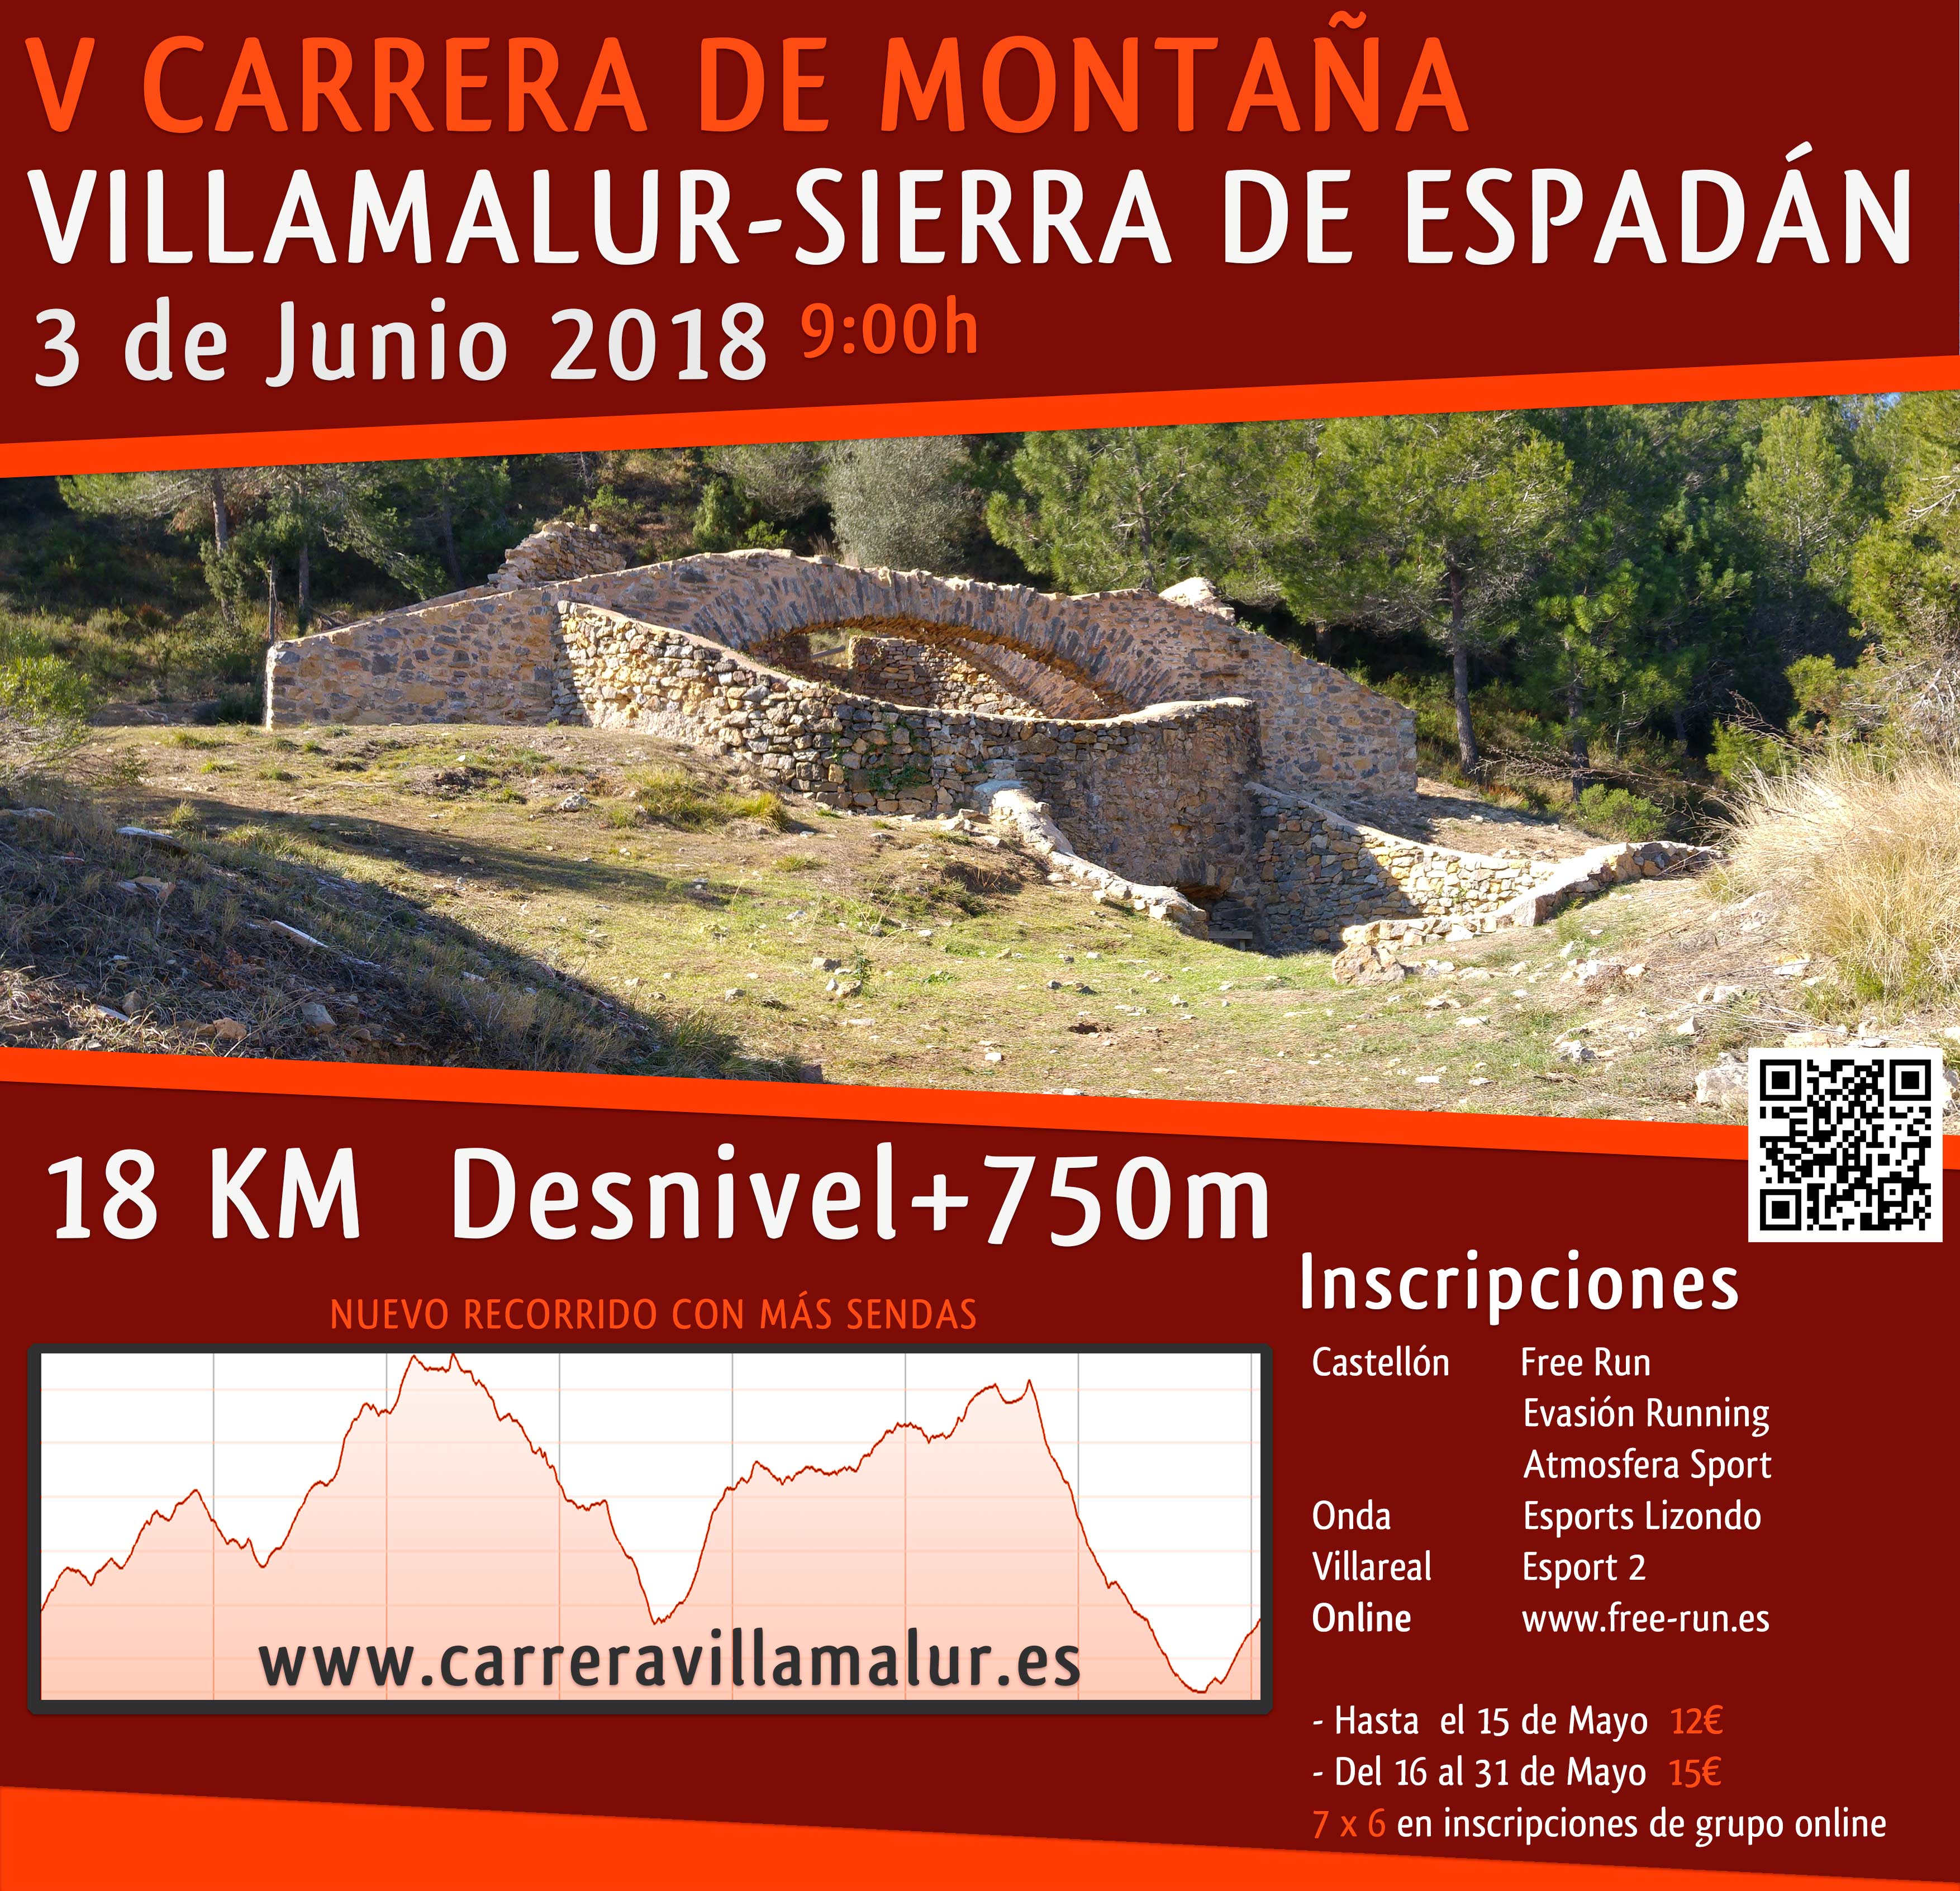 V CARRERA DE MONTAÑA
VILLAMALUR-SIERRA DE ESPADÁN
3 de Junio 2018 9:00h
18 KM Desnivel+750m
NUEVO RECORRIDO CON MÁS SENDAS
www.carreravillamalur.es
Inscripciones
Castellón Free Run
Evasión Running
Atmosfera Sport
Onda Esports Lizondo
Villareal Esport 2
Online www.free-run.es
- Hasta el 15 de Mayo 12€
- Del 16 al 31 de Mayo 15€
7 x 6 en inscripciones de grupo online